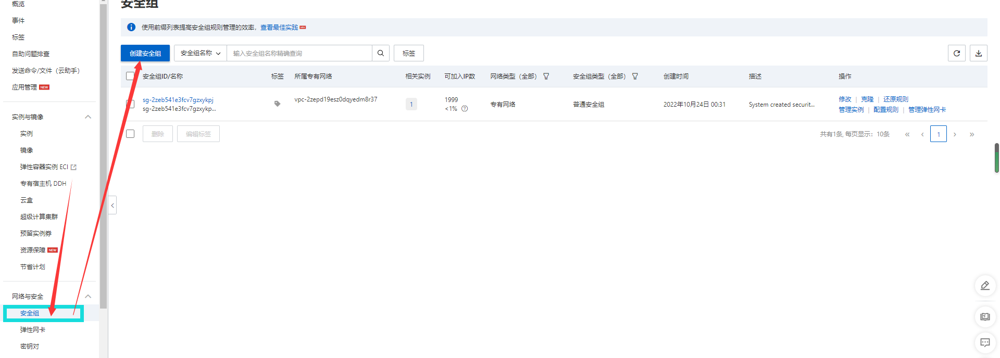 概览
事件
标签
自助问题排查
发送命令/文件（云助手）
应用管理 NEW
实例与镜像
实例
镜像
弹性容器实例 ECI
专有宿主机 DDH
云盒
超级计算集群
预留实例券
资源保障 NEW
节省计划
网络与安全
安全组
弹性网卡
密钥对
安全组
使用前缀列表提高安全组规则管理的效率，查看最佳实践 NEW
创建安全组 安全组名称 输入安全组名称精确查询 标签
安全组ID/名称 标签 所属专有网络 相关实例 可加入IP数 网络类型（全部） 安全组类型（全部） 创建时间 描述 操作
sg-2zeb541e3fcv7gzxykpj vpc-2zepd19esz0dqyedm8r37 1999 修改 | 克隆 | 还原规则
sg-2zeb541e3fcv7gzxykp... 1 <1% 专有网络 普通安全组 2022年10月24日 00:31 System created securit... 管理实例 | 配置规则 | 管理弹性网卡
删除 编辑标签 共有1条, 每页显示：10条 « ‹ 1 › »